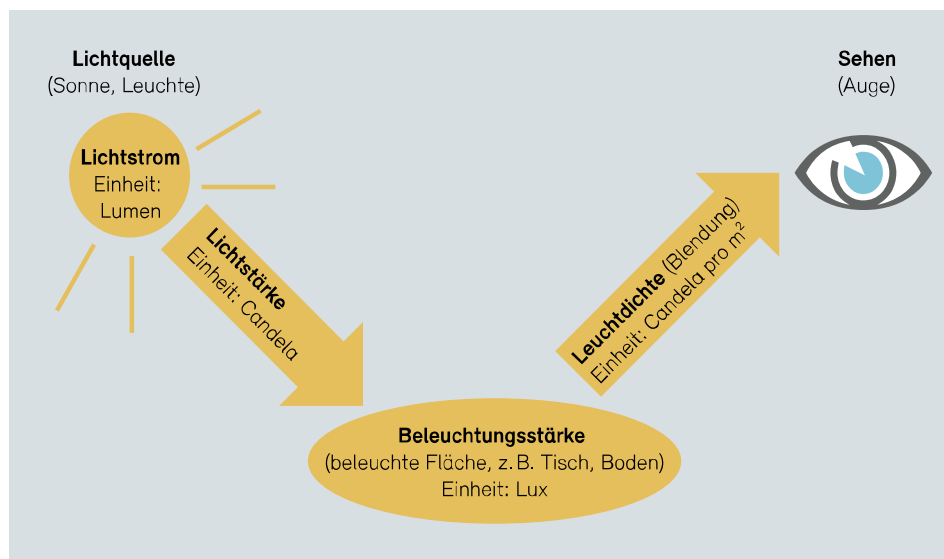 Lichtquelle
(Sonne, Leuchte)
Lichtstrom
Einheit:
Lumen
Lichtstärke
Einheit: Candela
Beleuchtungsstärke
(beleuchte Fläche, z. B. Tisch, Boden)
Einheit: Lux
Leuchtdichte (Blendung)
Einheit: Candela pro m²
Sehen
(Auge)